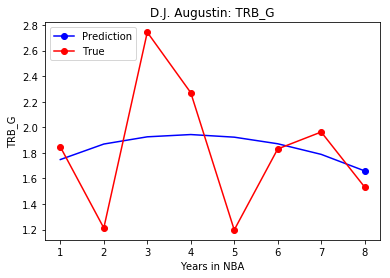 D.J. Augustin: TRB_G
Prediction
True
2.8
2.6
2.4
2.2
2.0
1.8
1.6
1.4
1.2
TRB_G
1 2 3 4 5 6 7 8
Years in NBA